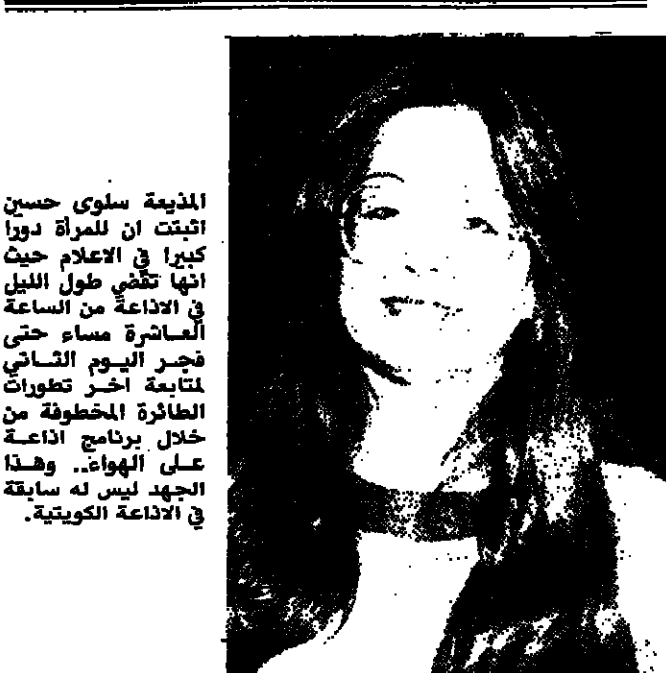 المذيعة سلوى حسين
اثبتت ان للمرأة دورا
كبيرا في الاعلام حيث
انها تقضي طول الليل
في الاذاعة من الساعة
العاشرة مساء حتى
فجر اليوم الثاني
لمتابعة اخر تطورات
الطائرة المخطوفة من
خلال برنامج اذاعة
على الهواء.. وهذا
الجهد ليس له سابقة
في الاذاعة الكويتية.